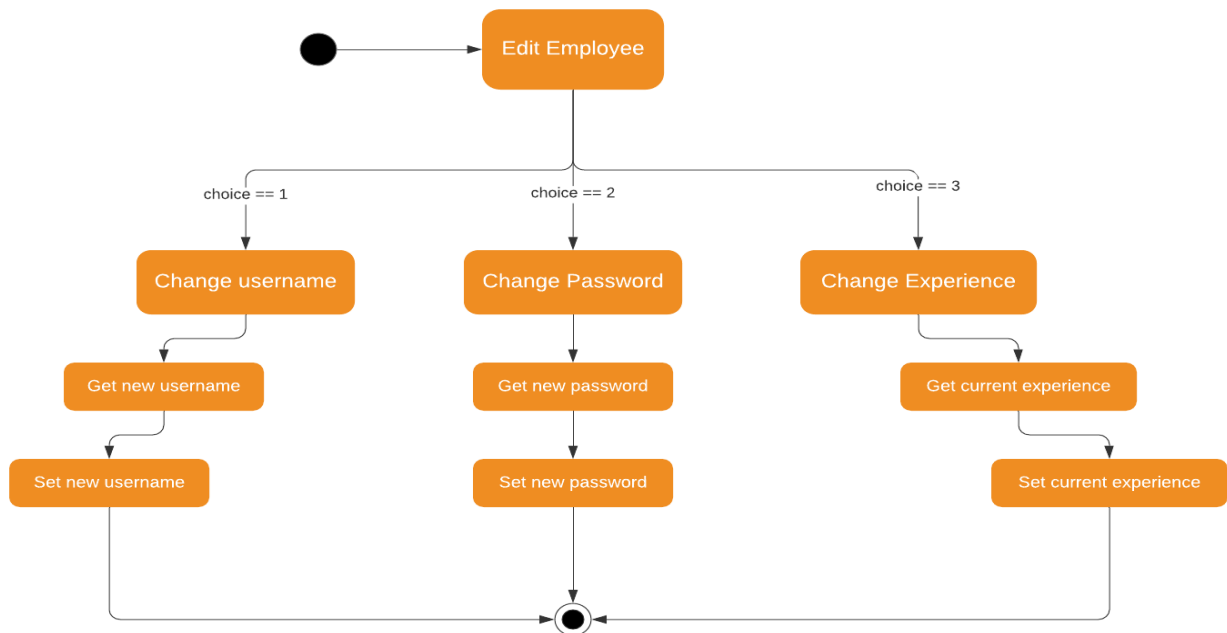 Edit Employee
choice == 1
choice == 2
choice == 3
Change username
Change Password
Change Experience
Get new username
Get new password
Get current experience
Set new username
Set new password
Set current experience